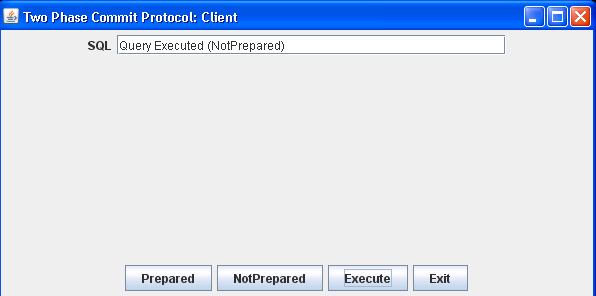 Two Phase Commit Protocol: Client
SQL Query Executed (NotPrepared)
Prepared NotPrepared Execute Exit